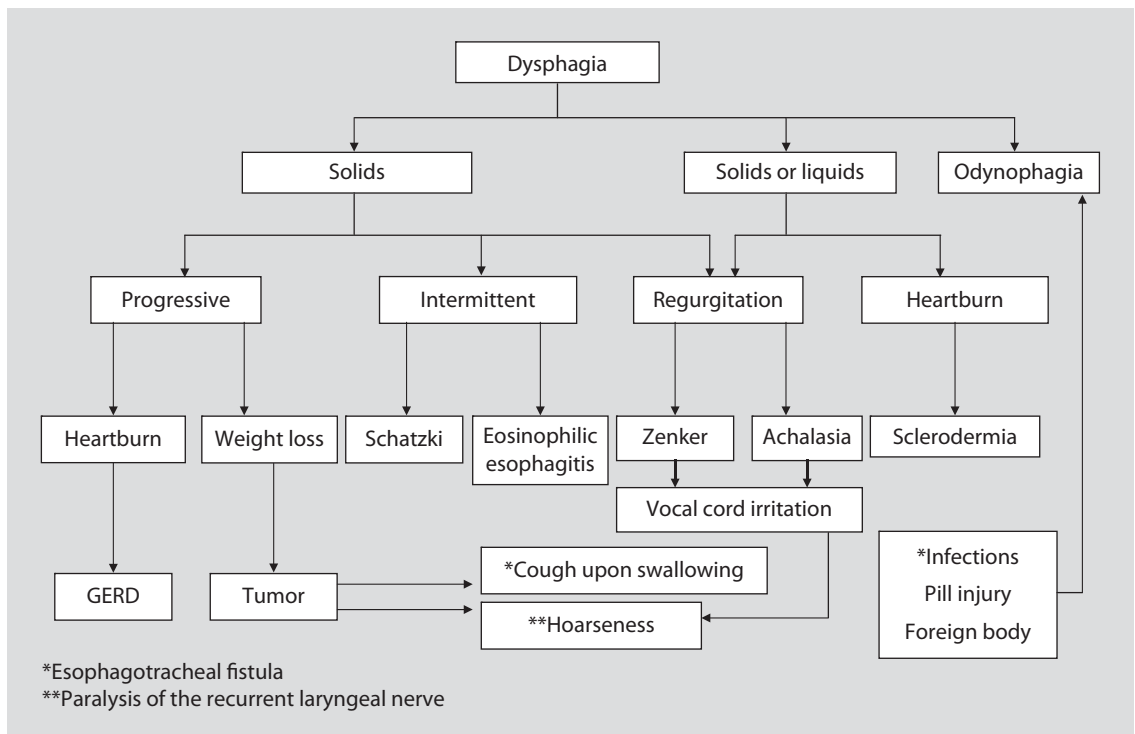 Dysphagia
Solids
Solids or liquids
Odynophagia
Progressive
Intermittent
Regurgitation
Heartburn
Heartburn
Weight loss
Schatzki
Eosinophilic
esophagitis
Zenker
Achalasia
Sclerodermia
Vocal cord irritation
GERD
Tumor
*Cough upon swallowing
**Hoarseness
*Infections
Pill injury
Foreign body
*Esophagotracheal fistula
**Paralysis of the recurrent laryngeal nerve